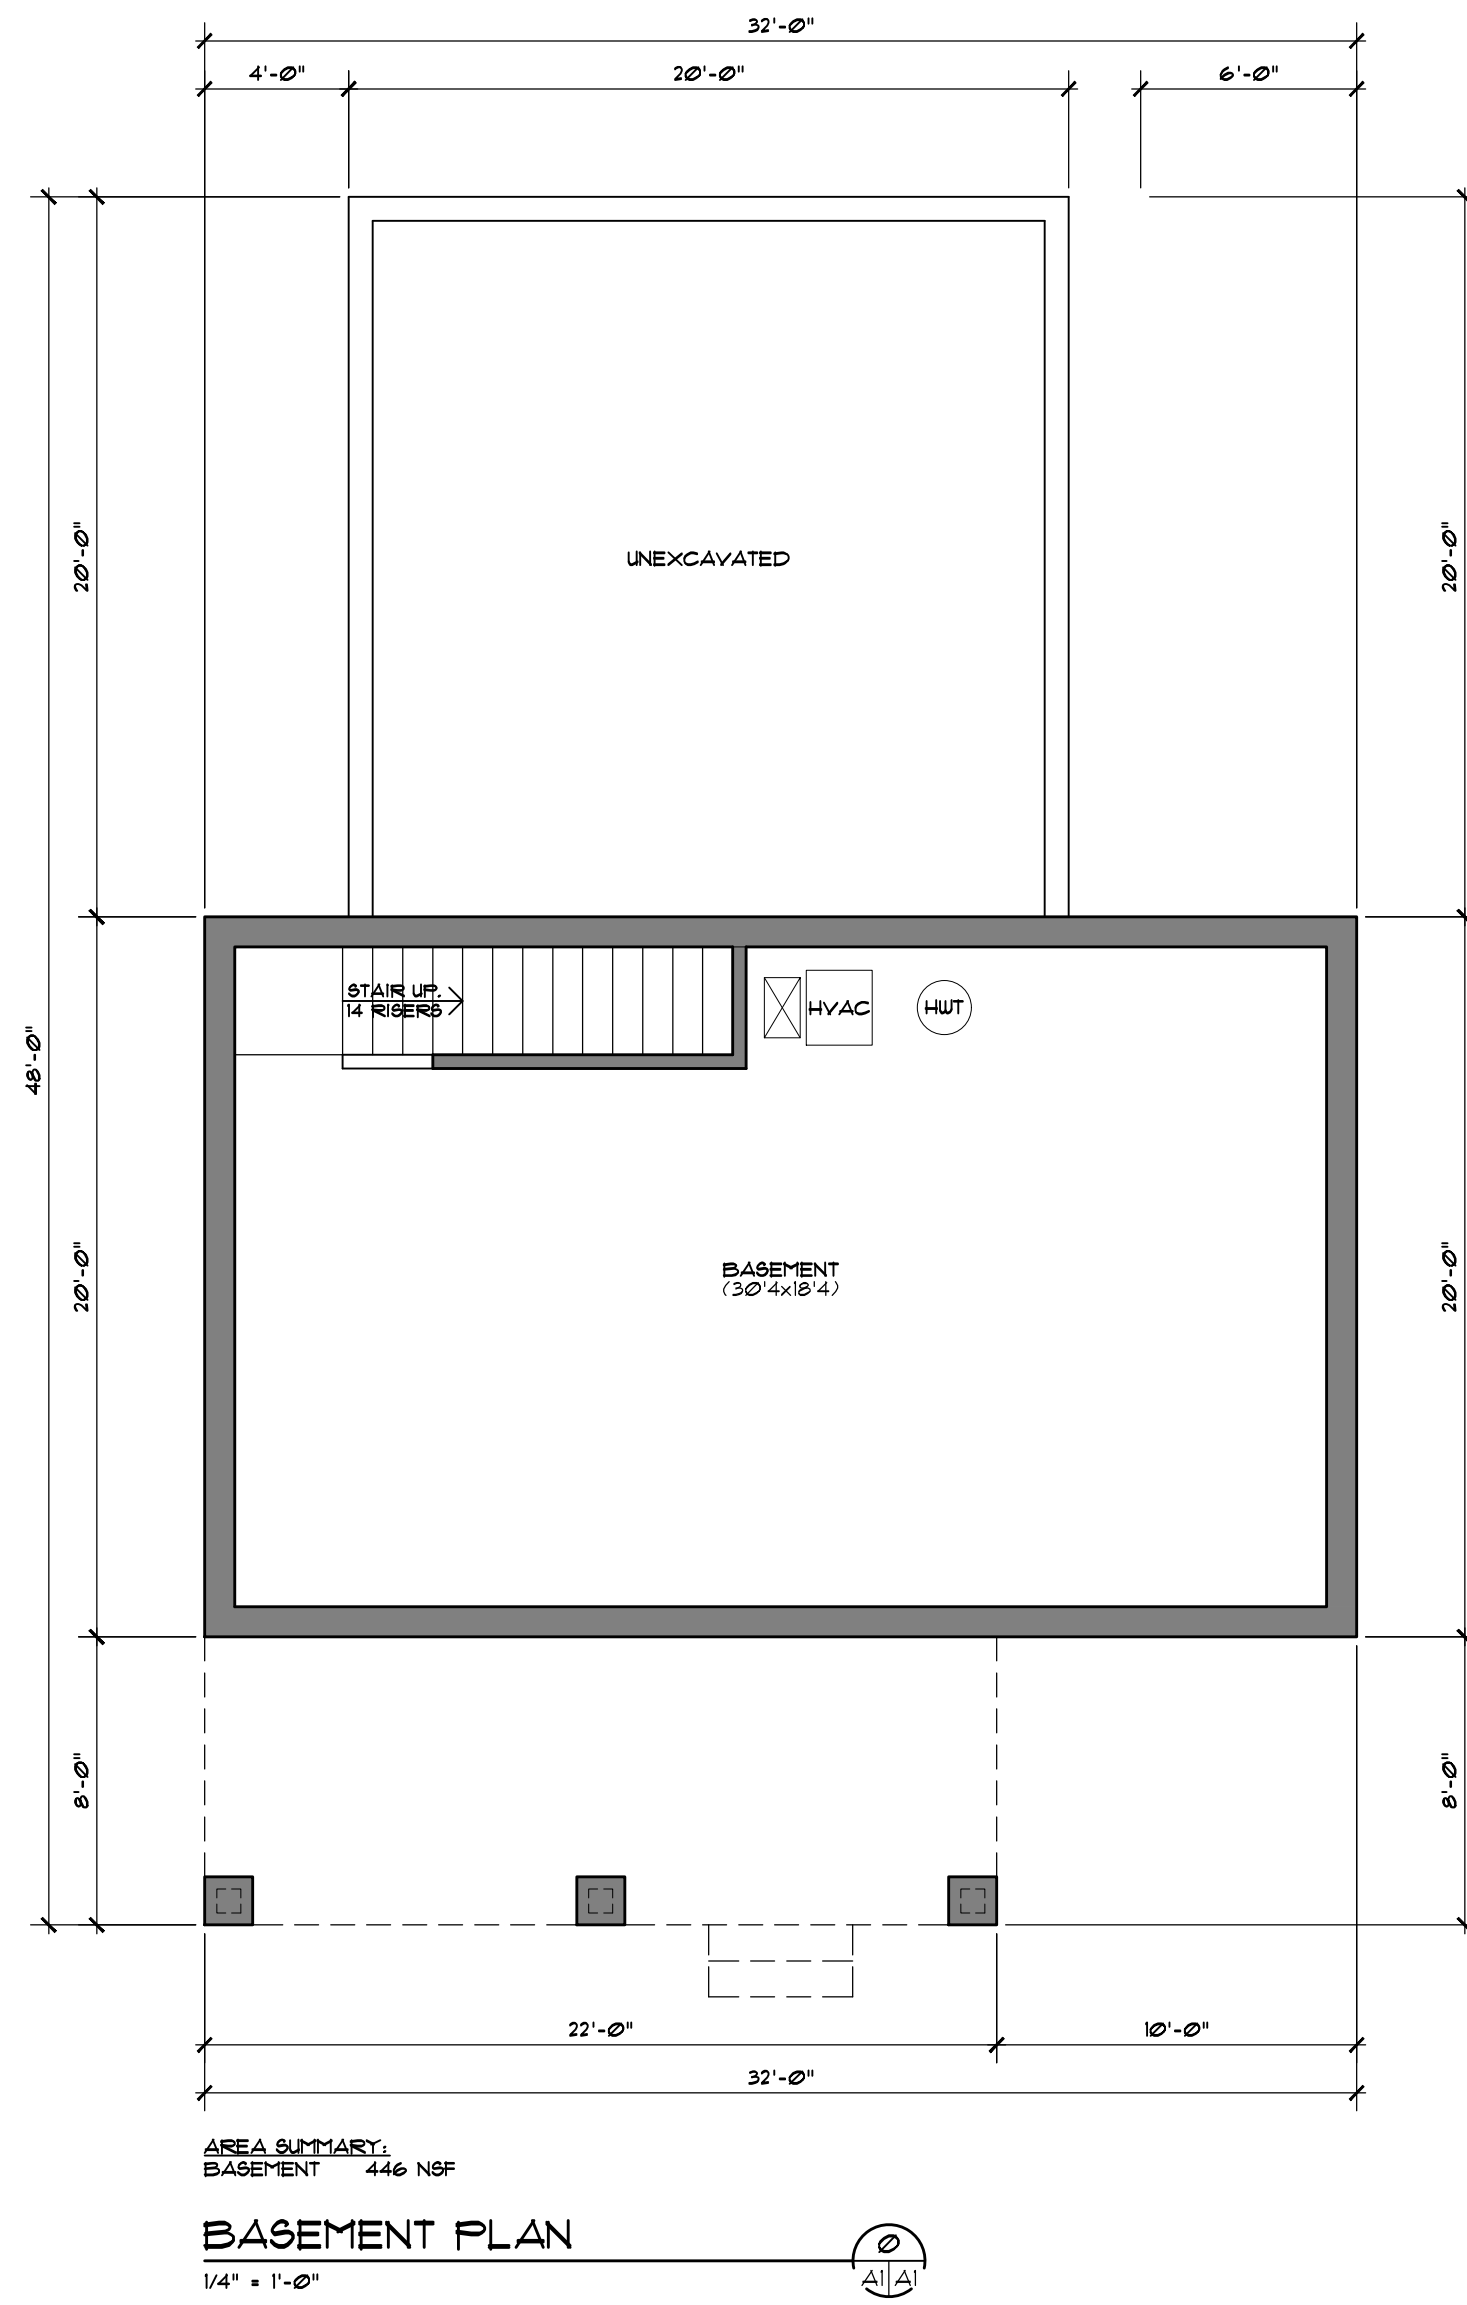 32'-0"
4'-0"
20'-0"
6'-0"
20'-0"
20'-0"
UNEXCAVATED
48'-0"
STAIR UP.
14 RISERS
HVAC
HWT
20'-0"
BASEMENT
(30'4x18'4)
20'-0"
8'-0"
8'-0"
22'-0"
10'-0"
32'-0"
AREA SUMMARY:
BASEMENT 446 NSF
BASEMENT PLAN
0
1/4" = 1'-0"
A1 A1